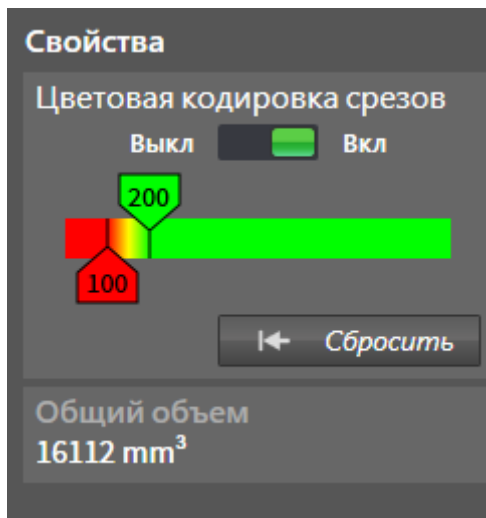 Свойства
Цветовая кодировка срезов
Выкл Вкл
200
100
Сбросить
Общий объем
16112 mm³